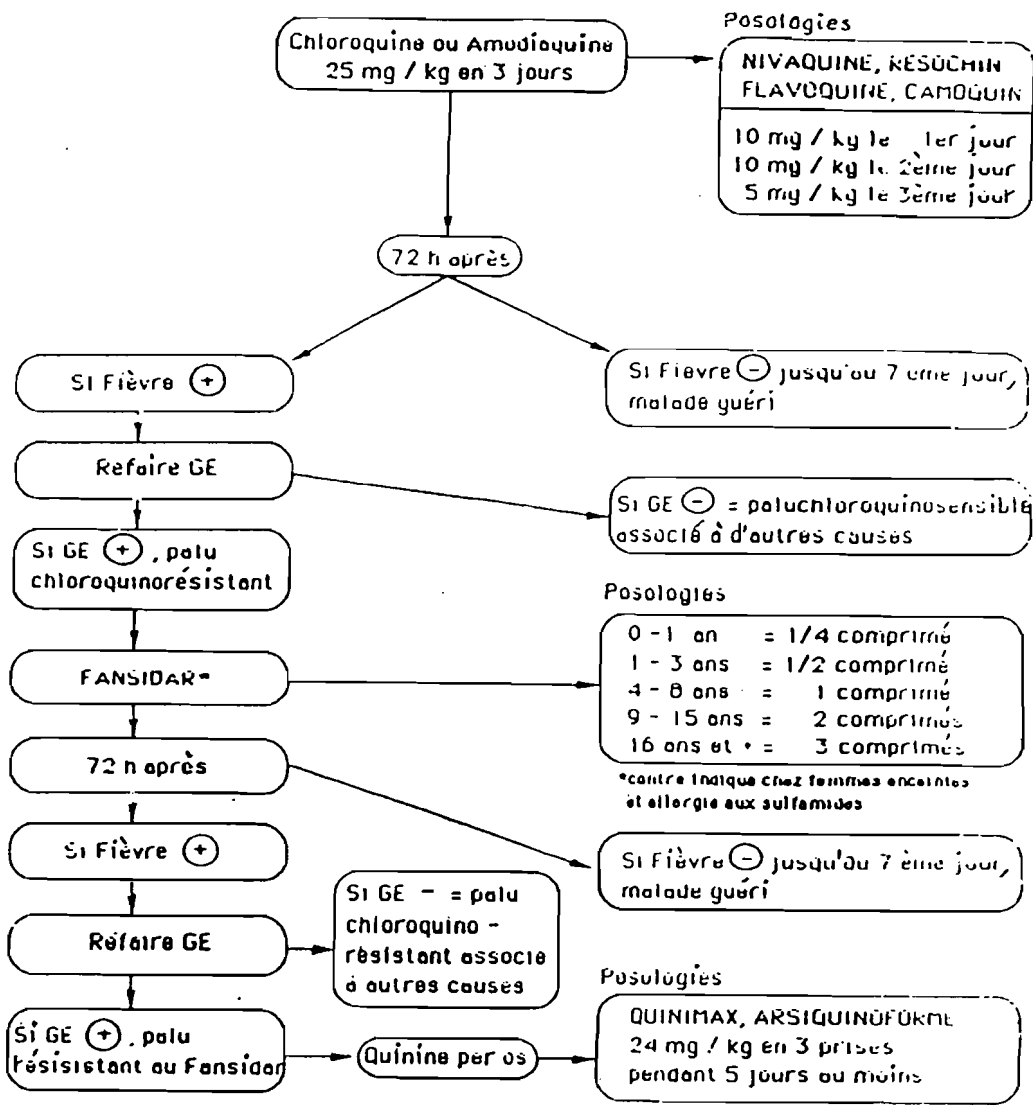 Posologies
Chloroquine ou Amodiaquine
25 mg / kg en 3 jours
NIVAQUINE, RESOCHIN
FLAVOQUINE, CAMOQUIN
10 mg / kg le 1er jour
10 mg / kg le 2ème jour
5 mg / kg le 3ème jour
72 h après
Si Fièvre +
Si Fièvre - jusqu'au 7 ème jour,
malade guéri
Refaire GE
Si GE - = paluchloroquinosensible
associé à d'autres causes
Si GE +, palu
chloroquinorésistant
Posologies
0 - 1 an = 1/4 comprimé
1 - 3 ans = 1/2 comprimé
4 - 8 ans = 1 comprimé
9 - 15 ans = 2 comprimés
16 ans et + = 3 comprimés
*contre indiqué chez femmes enceintes
et allergie aux sulfamides
FANSIDAR*
72 h après
Si Fièvre +
Si Fièvre - jusqu'au 7 ème jour,
malade guéri
Refaire GE
Si GE - = palu
chloroquino -
résistant associé
à autres causes
Si GE +, palu
résistant au Fansidar
Quinine per os
Posologies
QUINIMAX, ARSIQUINOFORME
24 mg / kg en 3 prises
pendant 5 jours au moins